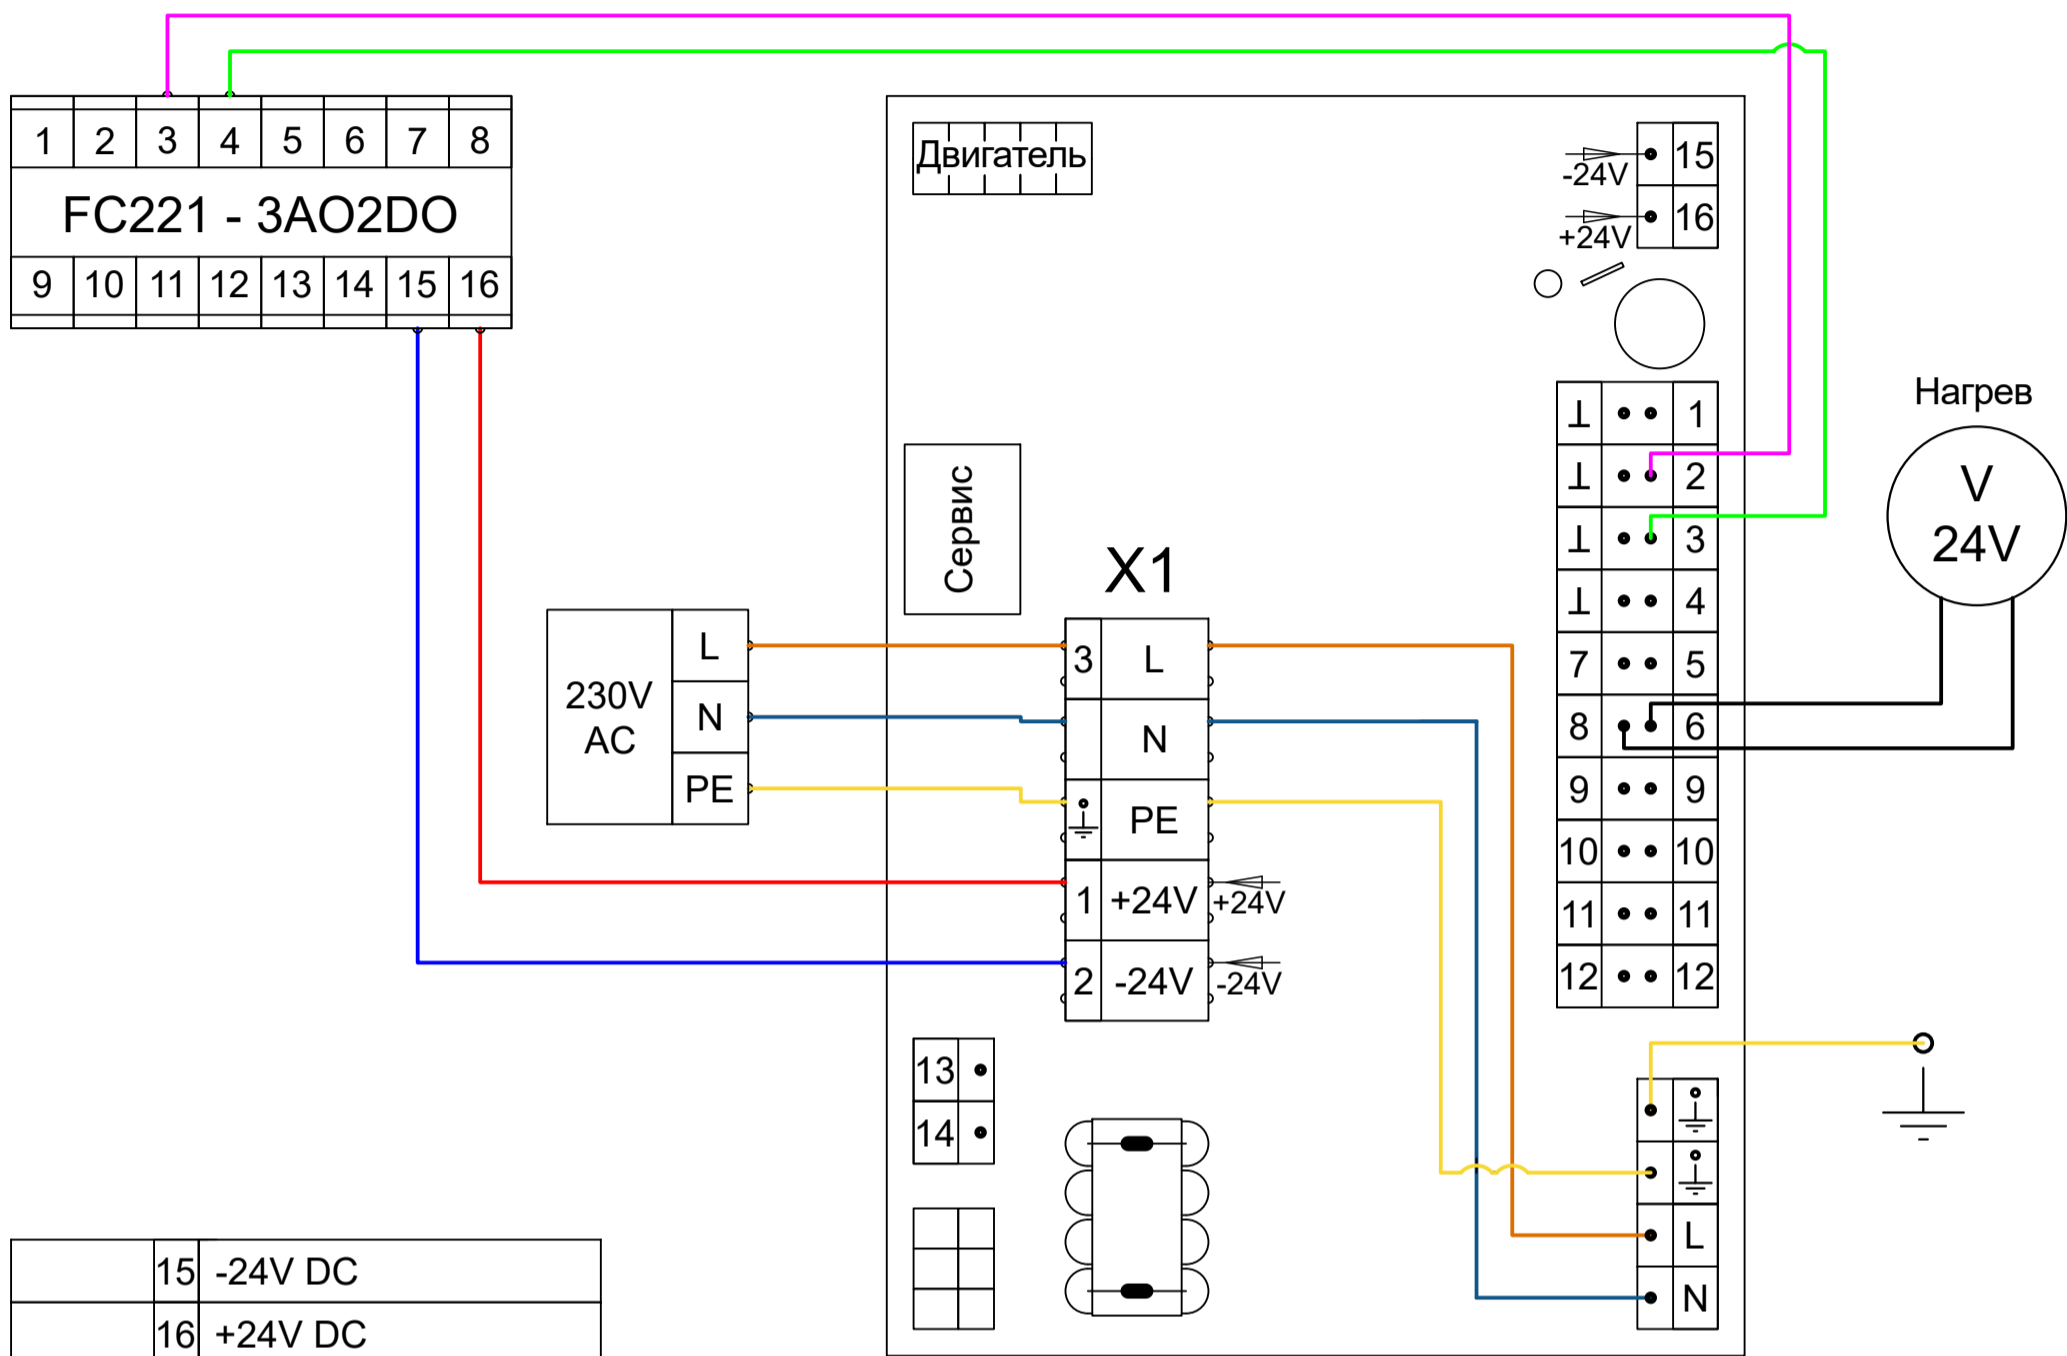 1 2 3 4 5 6 7 8
FC221 - 3AO2DO
9 10 11 12 13 14 15 16
Двигатель
-24V
15
+24V
16
Нагрев
V
24V
⊥ 1
⊥ 2
⊥ 3
⊥ 4
7 5
8 6
9 9
10 10
11 11
12 12
Сервис
X1
230V
AC
L
N
PE
3 L
N
PE
1 +24V
+24V
2 -24V
-24V
13
14
L
N
15 -24V DC
16 +24V DC